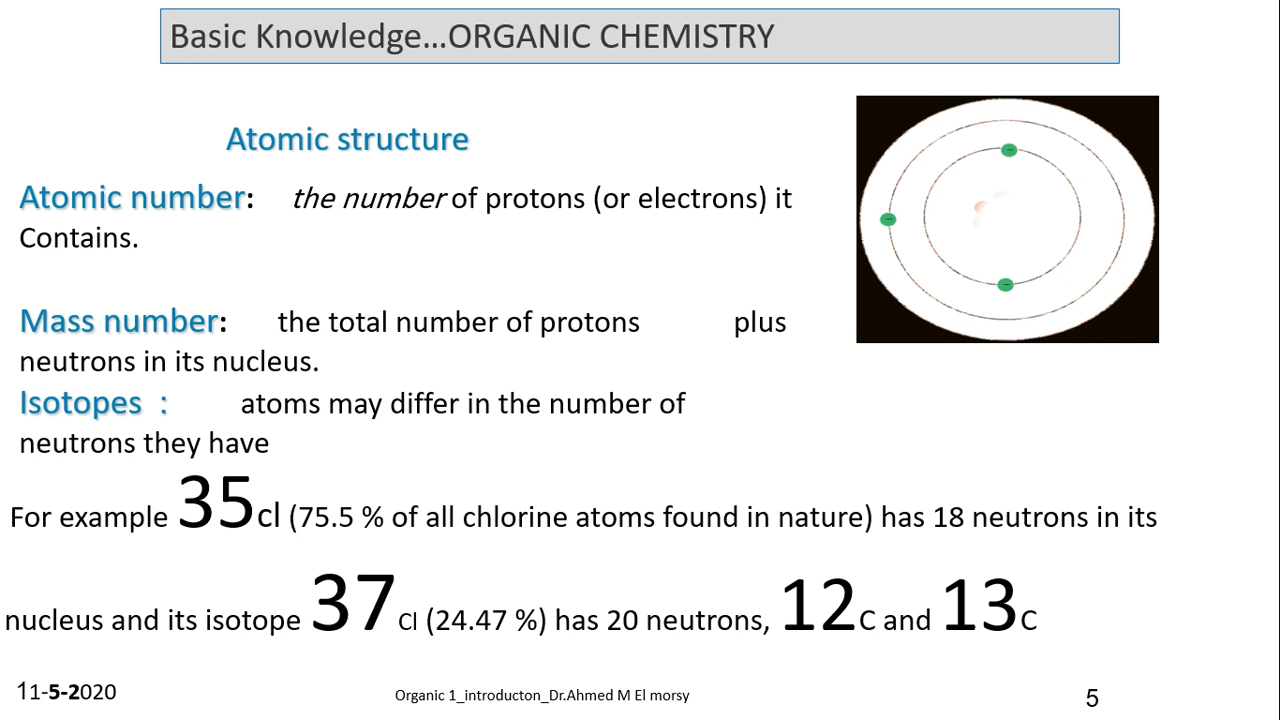 Basic Knowledge...ORGANIC CHEMISTRY
Atomic structure
Atomic number: the number of protons (or electrons) it
Contains.
Mass number: the total number of protons plus
neutrons in its nucleus.
Isotopes : atoms may differ in the number of
neutrons they have
For example 35cl (75.5 % of all chlorine atoms found in nature) has 18 neutrons in its
nucleus and its isotope 37Cl (24.47 %) has 20 neutrons, 12C and 13C
11-5-2020
Organic 1_introducton_Dr.Ahmed M El morsy
5